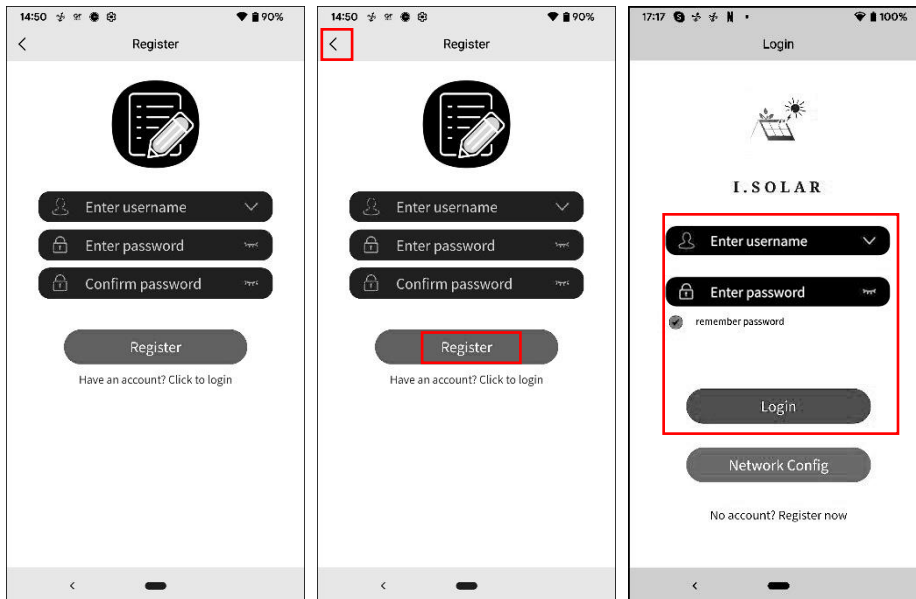 14:50
90%
Register
Enter username
Enter password
Confirm password
Register
Have an account? Click to login
14:50
90%
Register
Enter username
Enter password
Confirm password
Register
Have an account? Click to login
17:17
100%
Login
I.SOLAR
Enter username
Enter password
remember password
Login
Network Config
No account? Register now